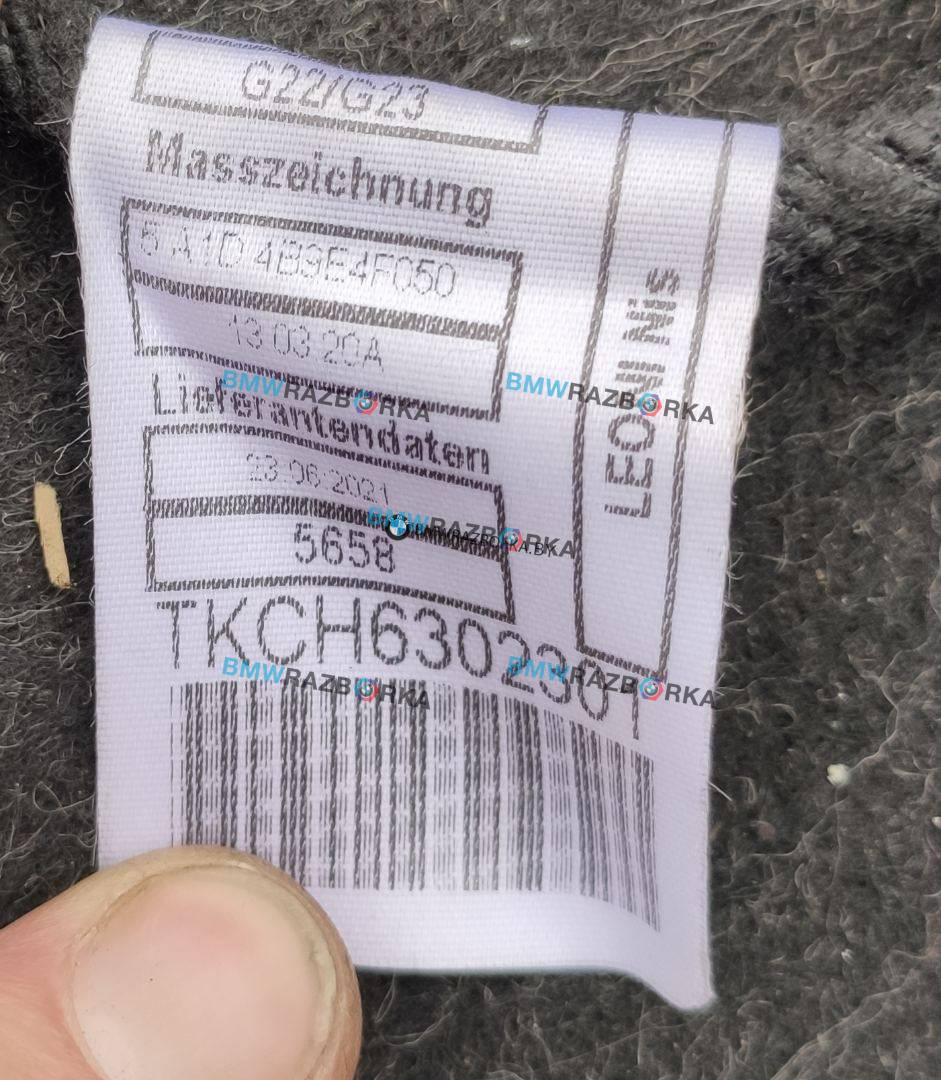 G22/G23
Masszeichnung
5 A1D 4B9E4F050
13 03 20A
Lieferantendaten
23.06.2021
5658
TKCH6302301
LEONI NIS
BMWRAZBORKA
BMWRAZBORKA
BMWRAZBORKA
BMWRAZBORKA
BMWRAZBORKA